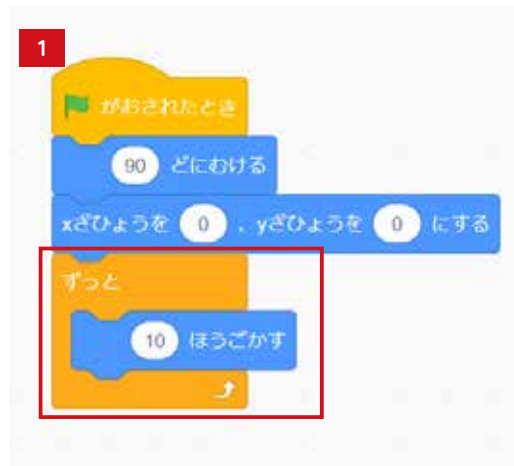 1
がおされたとき
90 どにむける
xざひょうを 0 、yざひょうを 0 にする
ずっと
10 ほうごかす